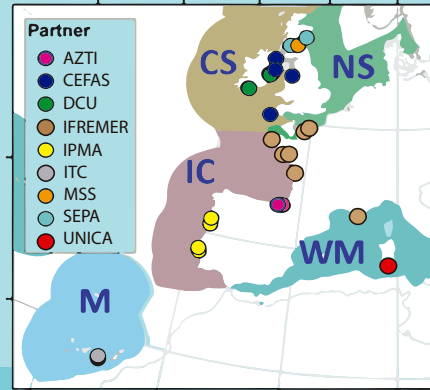 Partner
AZTI
CEFAS
DCU
IFREMER
IPMA
ITC
MSS
SEPA
UNICA
CS
NS
IC
WM
M